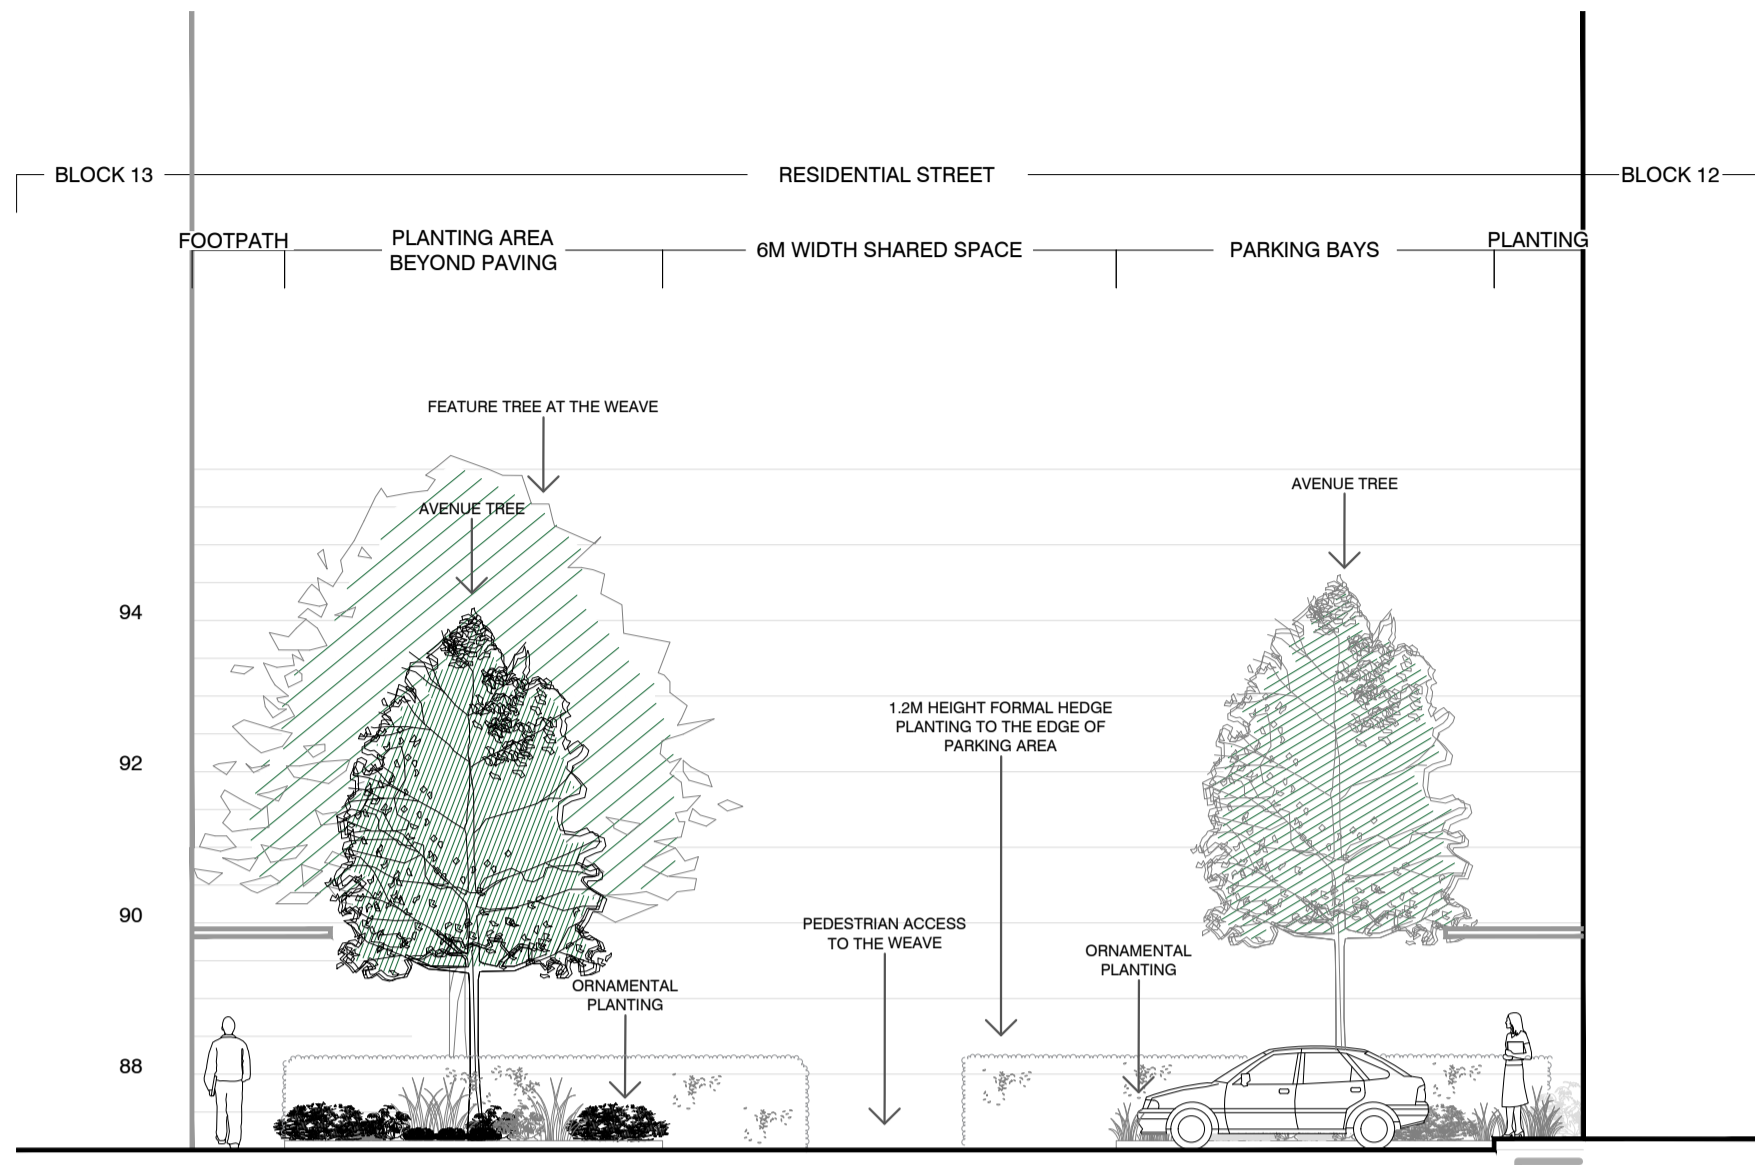 BLOCK 13
RESIDENTIAL STREET
BLOCK 12
FOOTPATH
PLANTING AREA
BEYOND PAVING
6M WIDTH SHARED SPACE
PARKING BAYS
PLANTING
FEATURE TREE AT THE WEAVE
AVENUE TREE
AVENUE TREE
94
1.2M HEIGHT FORMAL HEDGE
PLANTING TO THE EDGE OF
PARKING AREA
92
90
PEDESTRIAN ACCESS
TO THE WEAVE
ORNAMENTAL
PLANTING
ORNAMENTAL
PLANTING
88